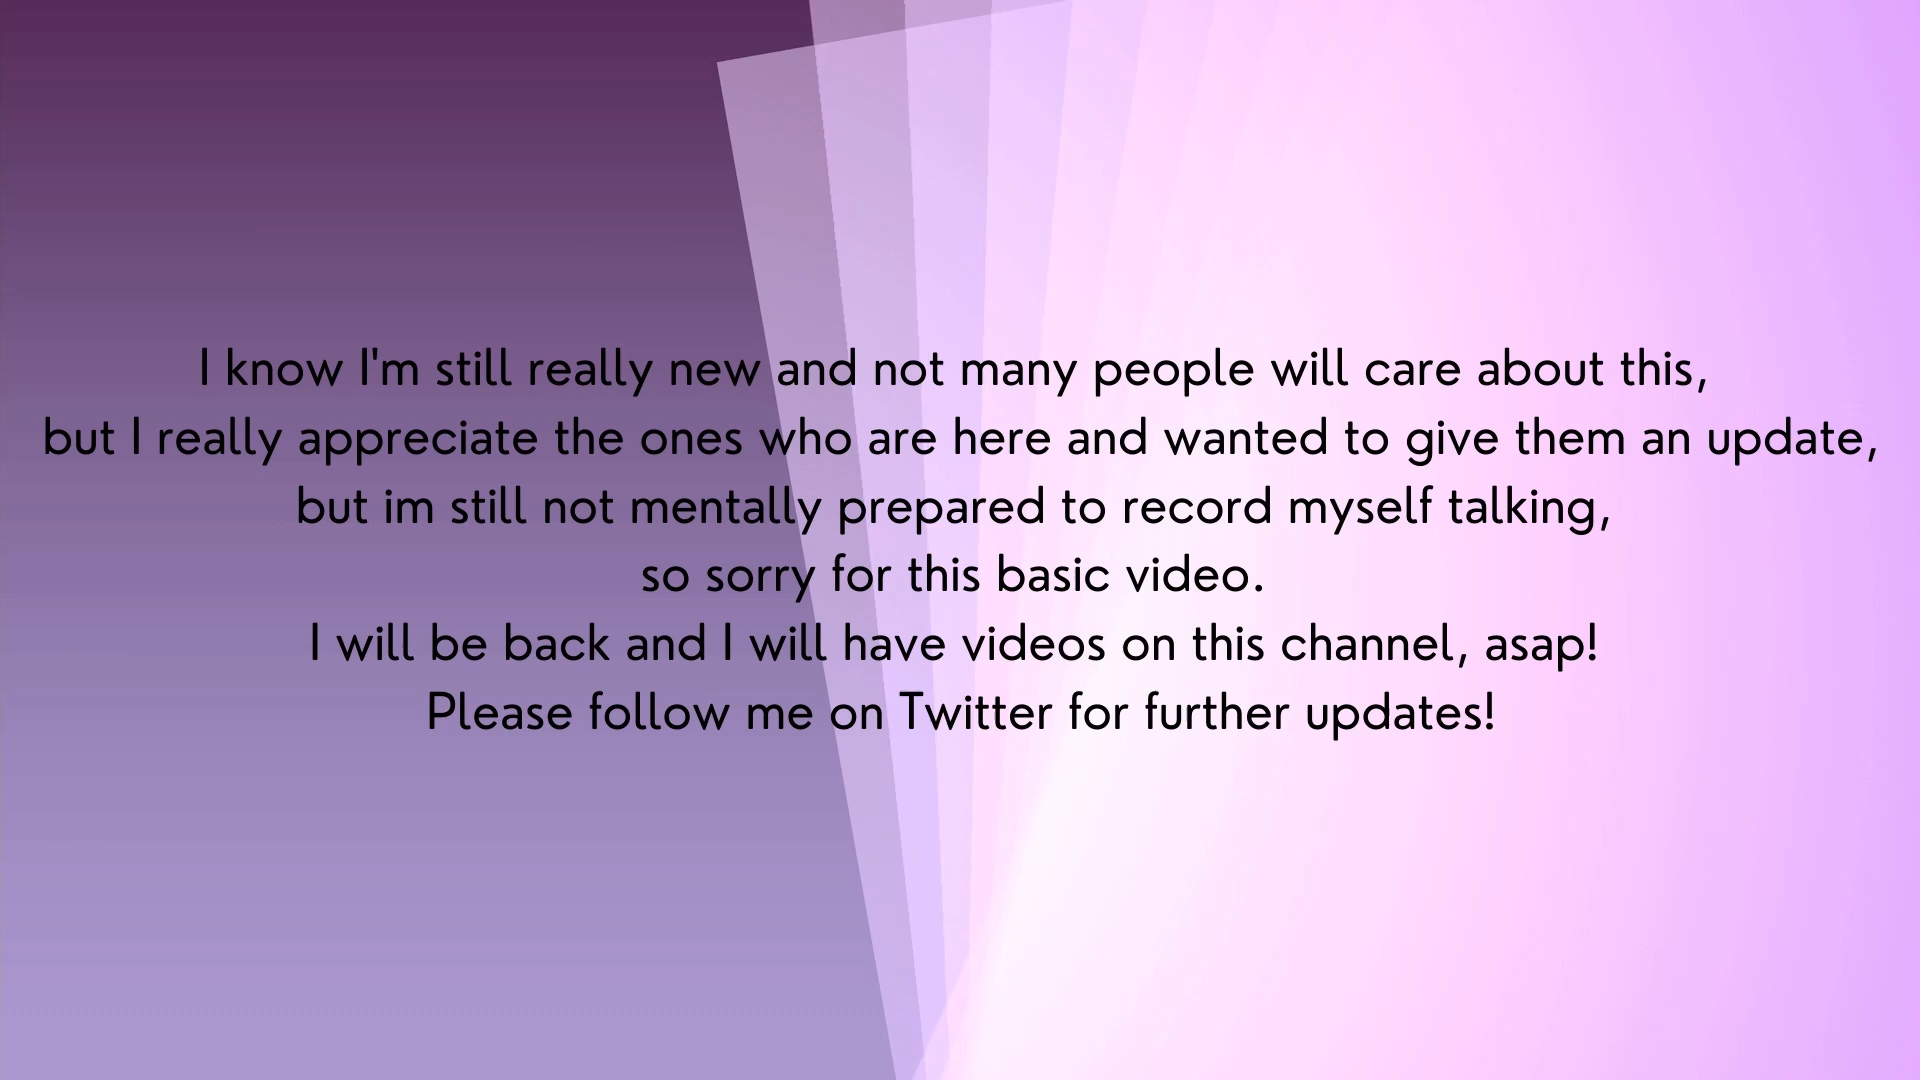 I know I'm still really new and not many people will care about this,
but I really appreciate the ones who are here and wanted to give them an update,
but im still not mentally prepared to record myself talking,
so sorry for this basic video.
I will be back and I will have videos on this channel, asap!
Please follow me on Twitter for further updates!